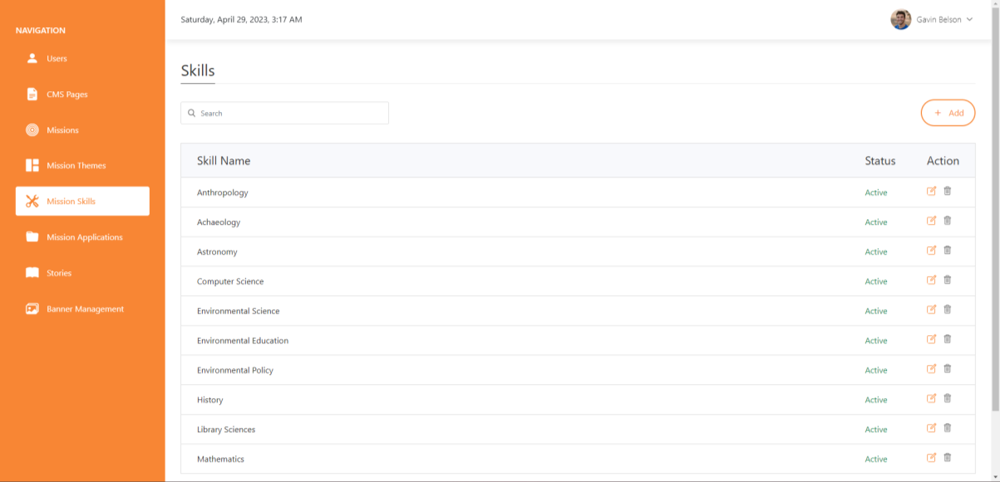 NAVIGATION
Users
CMS Pages
Missions
Mission Themes
Mission Skills
Mission Applications
Stories
Banner Management
Saturday, April 29, 2023, 3:17 AM
Gavin Belson
Skills
Search
+ Add
Skill Name Status Action
Anthropology Active
Achaeology Active
Astronomy Active
Computer Science Active
Environmental Science Active
Environmental Education Active
Environmental Policy Active
History Active
Library Sciences Active
Mathematics Active